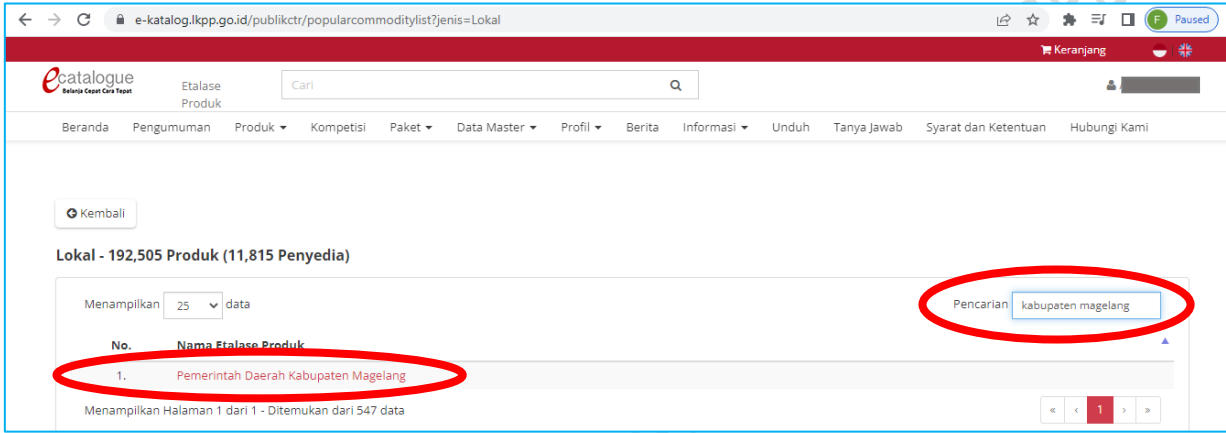 e-katalog.lkpp.go.id/publikctr/popularcommoditylist?jenis=Lokal
F Paused
Keranjang
ecatalogue
Belanja Cepat Cara Tepat
Etalase
Produk
Cari
Beranda Pengumuman Produk Kompetisi Paket Data Master Profil Berita Informasi Unduh Tanya Jawab Syarat dan Ketentuan Hubungi Kami
Kembali
Lokal - 192,505 Produk (11,815 Penyedia)
Menampilkan 25 data Pencarian kabupaten magelang
No. Nama Etalase Produk
1. Pemerintah Daerah Kabupaten Magelang
Menampilkan Halaman 1 dari 1 - Ditemukan dari 547 data « ‹ 1 › »